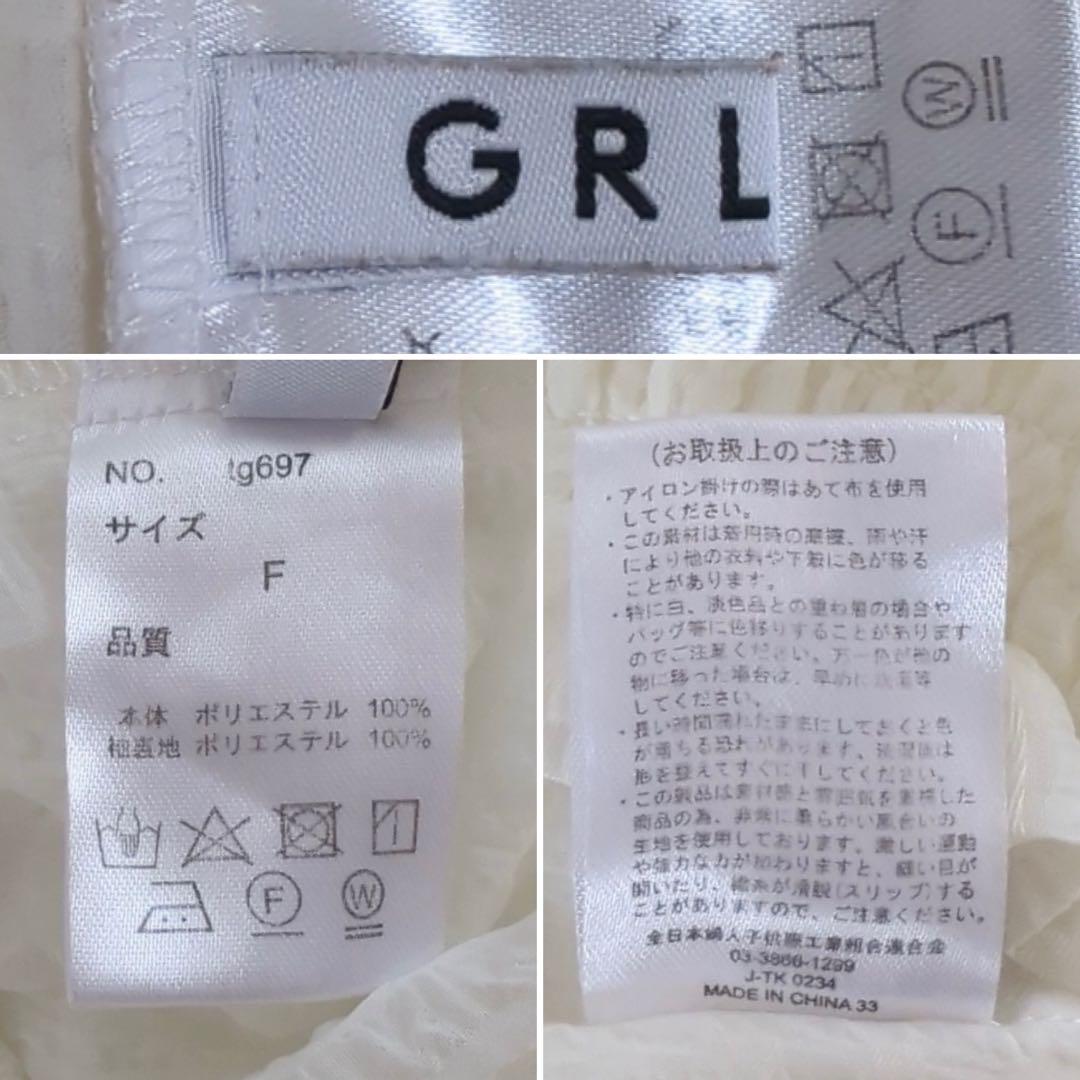 GRL
NO. tg697
サイズ
F
品質
本体 ポリエステル 100%
袖裏地 ポリエステル 100%
F
W
(お取扱上のご注意)
・アイロン掛けの際はあて布を使用
してください。
・この素材は着用時の摩擦、雨や汗
により他の衣料や下着に色が移る
ことがあります。
・特に白、淡色品との重ね着の場合や
バッグ等に色移りすることがあります
のでご注意ください。万一色が他の
物に移った場合は、早めに洗濯等
してください。
・長い時間濡れたままにしておくと色
が落ちる恐れがあります、洗濯後は
形を整えてすぐに干してください。
・この製品は素材感と雰囲気を重視した
商品の為、非常に柔らかい風合いの
生地を使用しております。激しい運動
や強力な力が加わりますと、縫い目が
開いたり、織糸が滑脱(スリップ)する
ことがありますので、ご注意ください。
全日本婦人子供服工業組合連合会
03-3866-1299
J-TK 0234
MADE IN CHINA 33